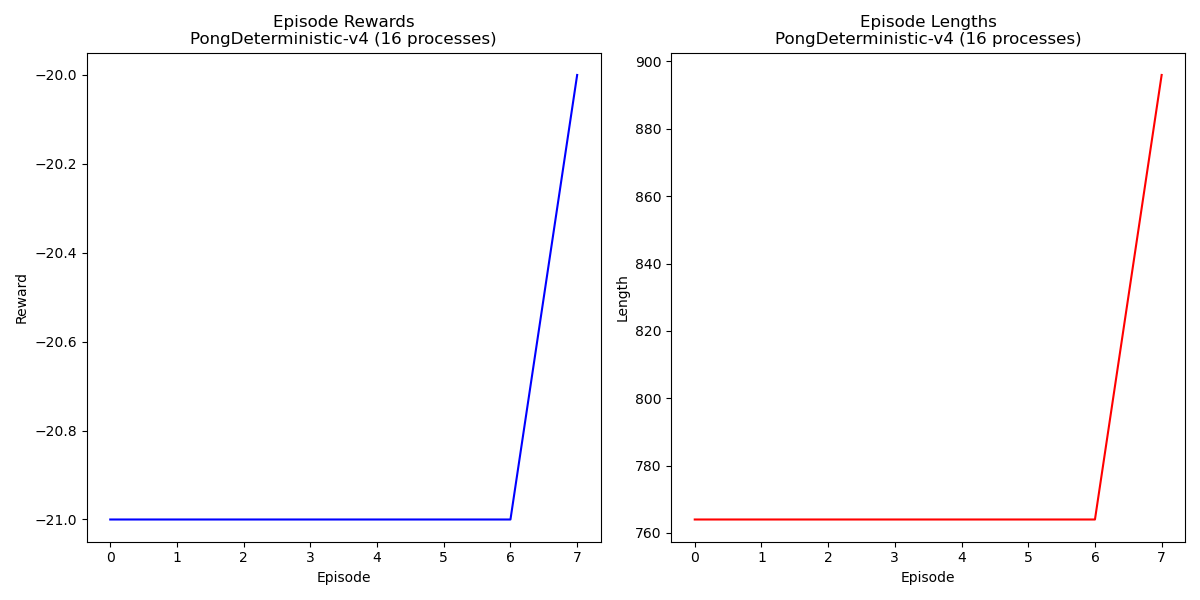 Episode Rewards
PongDeterministic-v4 (16 processes)
−20.0
−20.2
−20.4
−20.6
−20.8
−21.0
Reward
0 1 2 3 4 5 6 7
Episode
Episode Lengths
PongDeterministic-v4 (16 processes)
900
880
860
840
820
800
780
760
Length
0 1 2 3 4 5 6 7
Episode